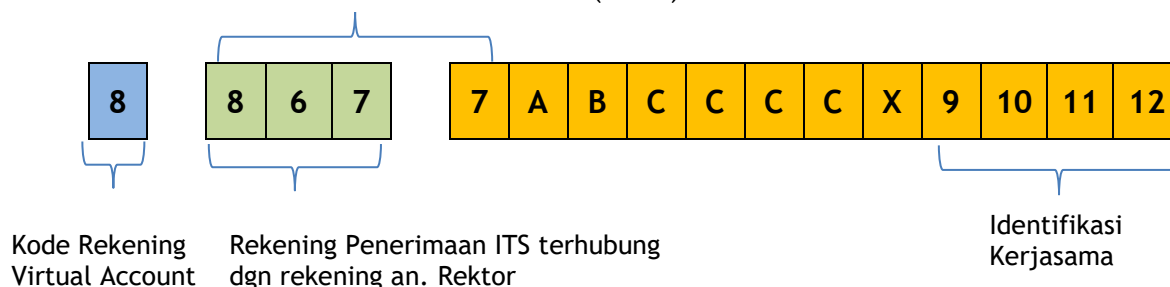 8 8 6 7 7 A B C C C C X 9 10 11 12
Kode Rekening
Virtual Account
Rekening Penerimaan ITS terhubung
dgn rekening an. Rektor
Identifikasi
Kerjasama